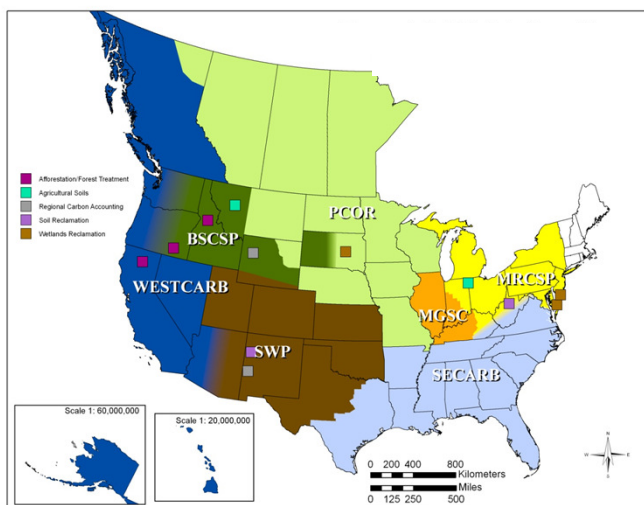 Afforestation/Forest Treatment
Agricultural Soils
Regional Carbon Accounting
Soil Reclamation
Wetlands Reclamation
PCOR
BSCSP
MRCSP
WESTCARB
MGSC
SWP
SECARB
Scale 1: 60,000,000
Scale 1: 20,000,000
0 200 400 800
Kilometers
Miles
0 125 250 500
N
W E
S